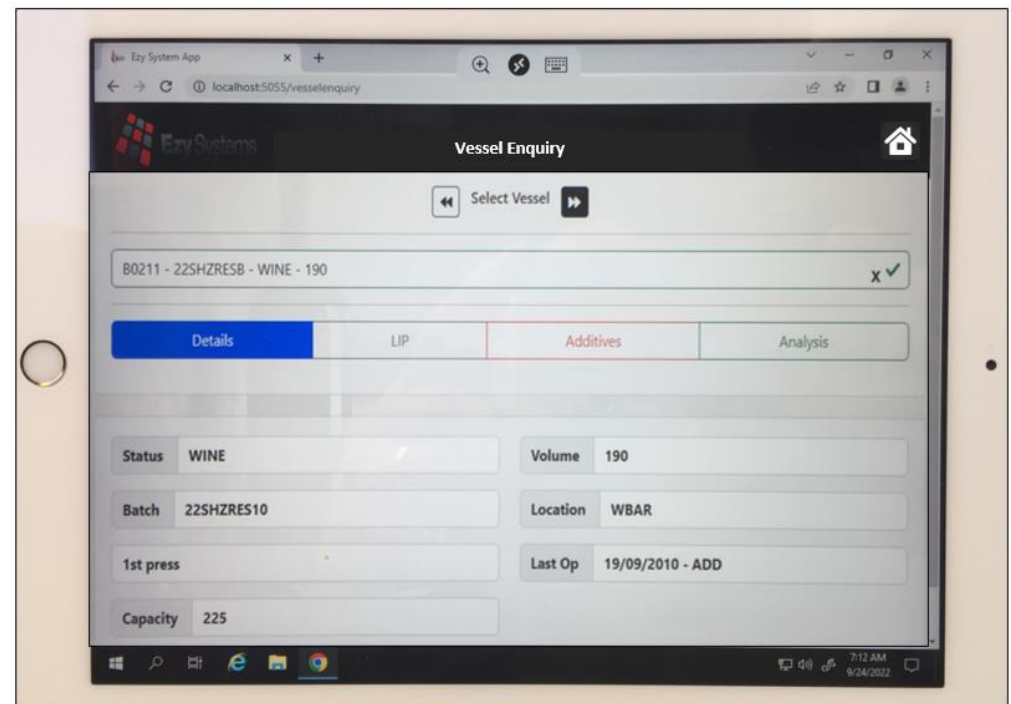 Ezy System App
localhost:5055/vesselenquiry
Ezy Systems
Vessel Enquiry
Select Vessel
B0211 - 22SHZRESB - WINE - 190
X
Details LIP Additives Analysis
Status WINE Volume 190
Batch 22SHZRES10 Location WBAR
1st press Last Op 19/09/2010 - ADD
Capacity 225
7:12 AM
9/24/2022